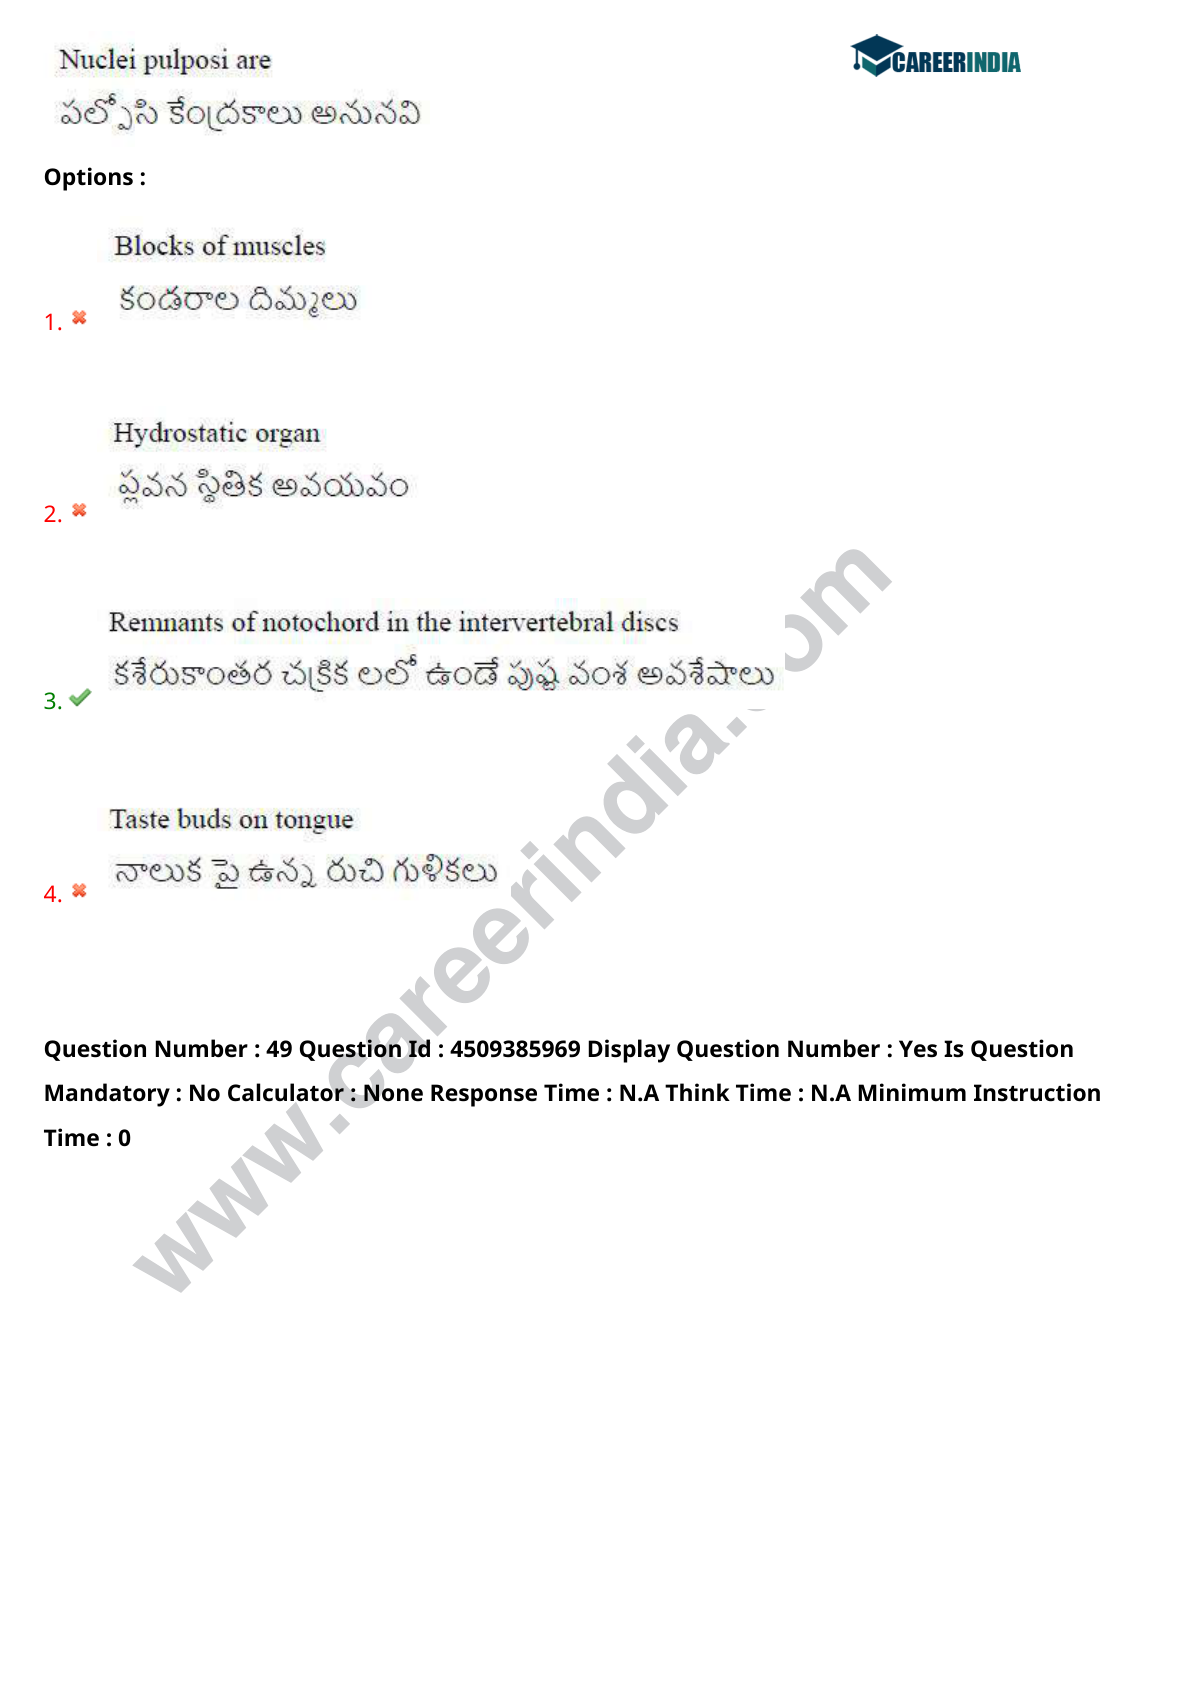 Nuclei pulposi are
CAREERINDIA
పల్పోసి కేంద్రకాలు అనునవి
Options :
Blocks of muscles
కండరాల దిమ్మలు
1.
Hydrostatic organ
ప్లవన స్థితిక అవయవం
2.
Remnants of notochord in the intervertebral discs
కశేరుకాంతర చక్రిక లలో ఉండే పుష్ట వంశ అవశేషాలు
3.
Taste buds on tongue
నాలుక పై ఉన్న రుచి గుళికలు
4.
www.careerindia.com
Question Number : 49 Question Id : 4509385969 Display Question Number : Yes Is Question
Mandatory : No Calculator : None Response Time : N.A Think Time : N.A Minimum Instruction
Time : 0